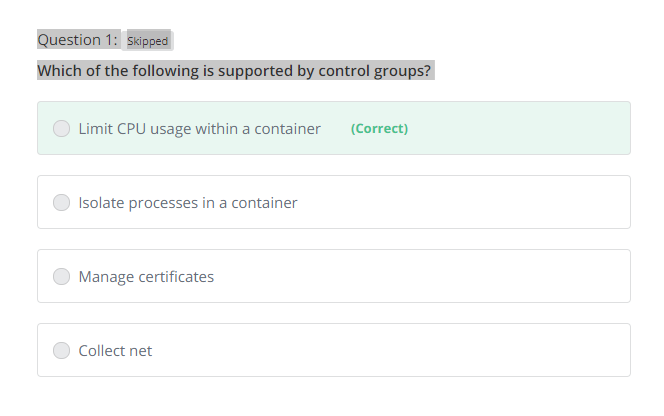 Question 1: Skipped
Which of the following is supported by control groups?
Limit CPU usage within a container (Correct)
Isolate processes in a container
Manage certificates
Collect net